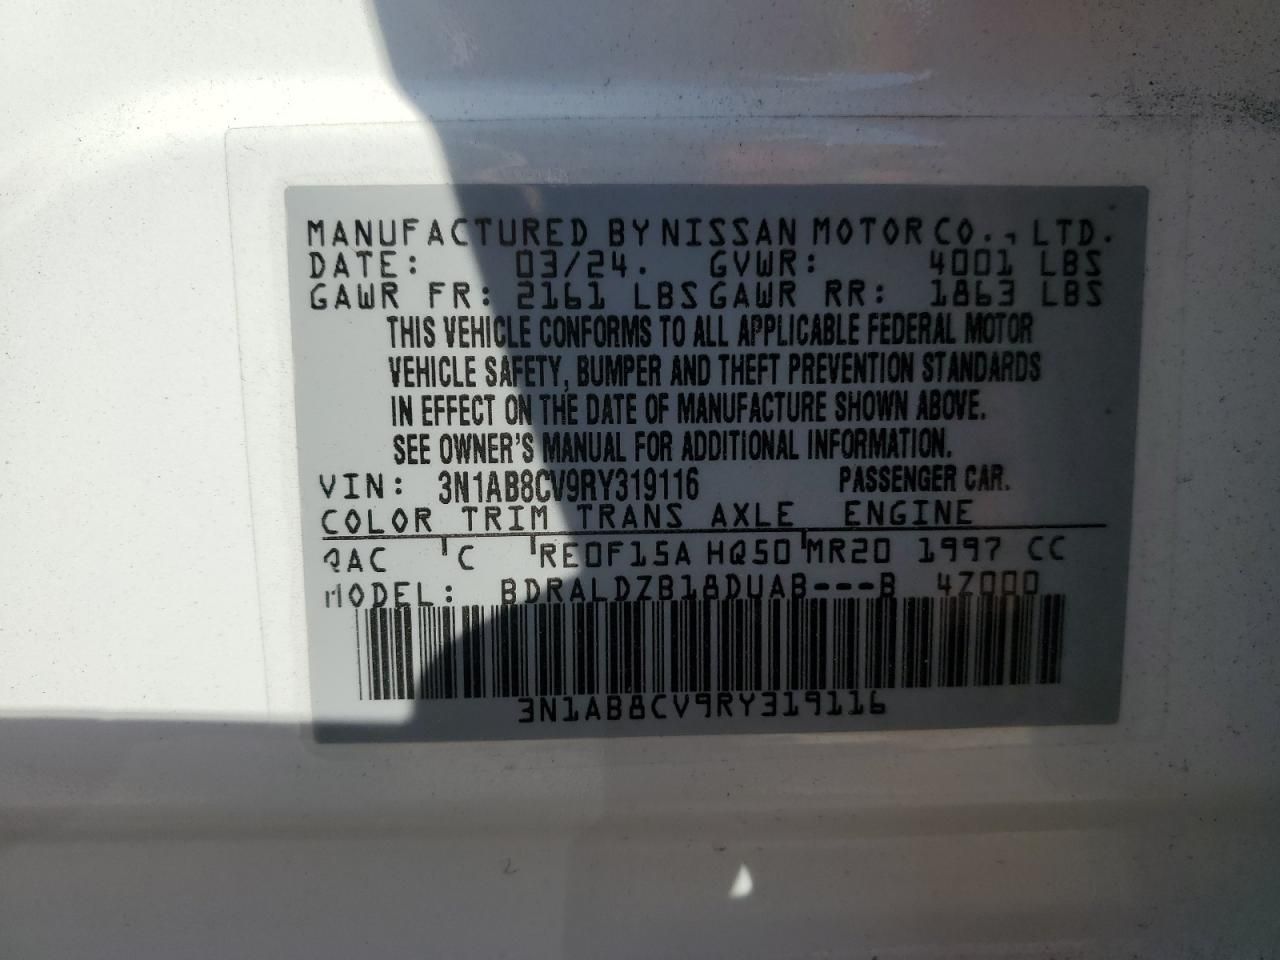 MANUFACTURED BY NISSAN MOTOR CO., LTD.
DATE: 03/24. GVWR: 4001 LBS
GAWR FR: 2161 LBS GAWR RR: 1863 LBS
THIS VEHICLE CONFORMS TO ALL APPLICABLE FEDERAL MOTOR
VEHICLE SAFETY, BUMPER AND THEFT PREVENTION STANDARDS
IN EFFECT ON THE DATE OF MANUFACTURE SHOWN ABOVE.
SEE OWNER'S MANUAL FOR ADDITIONAL INFORMATION.
VIN: 3N1AB8CV9RY319116 PASSENGER CAR.
COLOR TRIM TRANS AXLE ENGINE
QAC C RE0F15A HQ50 MR20 1997 CC
MODEL: BDRALDZB18DUAB---B 4Z000
3N1AB8CV9RY319116